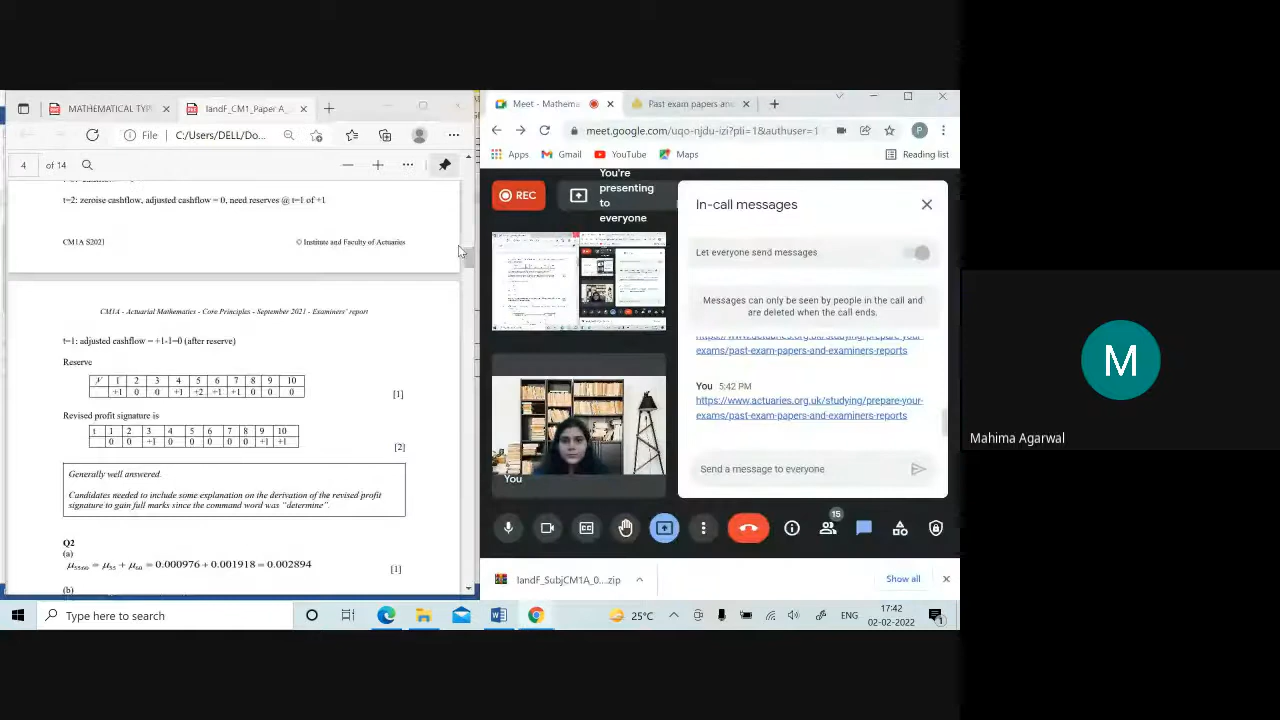 MATHEMATICAL TYP
IandF_CM1_Paper A_
File
C:/Users/DELL/Do...
4 of 14
t=2: zeroise cashflow, adjusted cashflow = 0, need reserves @ t=1 of +1
CM1A S2021
© Institute and Faculty of Actuaries
CM1A - Actuarial Mathematics - Core Principles - September 2021 - Examiners' report
t=1: adjusted cashflow = +1-1=0 (after reserve)
Reserve
1 2 3 4 5 6 7 8 9 10
+1 0 0 +1 +2 +1 +1 0 0 0
[1]
Revised profit signature is
t 1 2 3 4 5 6 7 8 9 10
0 0 +1 0 0 0 0 0 +1 +1
[2]
Generally well answered.
Candidates needed to include some explanation on the derivation of the revised profit
signature to gain full marks since the command word was "determine".
Q2
(a)
μ55:60 = μ55 + μ60 = 0.000976 + 0.001918 = 0.002894
[1]
(b)
Meet - Mathema
Past exam papers and
meet.google.com/uqo-njdu-izi?pli=1&authuser=1
P
Apps
Gmail
YouTube
Maps
Reading list
REC
You're
presenting
to
everyone
You
In-call messages
Let everyone send messages
Messages can only be seen by people in the call and
are deleted when the call ends.
https://www.actuaries.org.uk/studying/prepare-your-
exams/past-exam-papers-and-examiners-reports
You 5:42 PM
https://www.actuaries.org.uk/studying/prepare-your-
exams/past-exam-papers-and-examiners-reports
Send a message to everyone
15
IandF_SubjCM1A_0....zip
Show all
Type here to search
25°C
ENG
17:42
02-02-2022
1
M
Mahima Agarwal